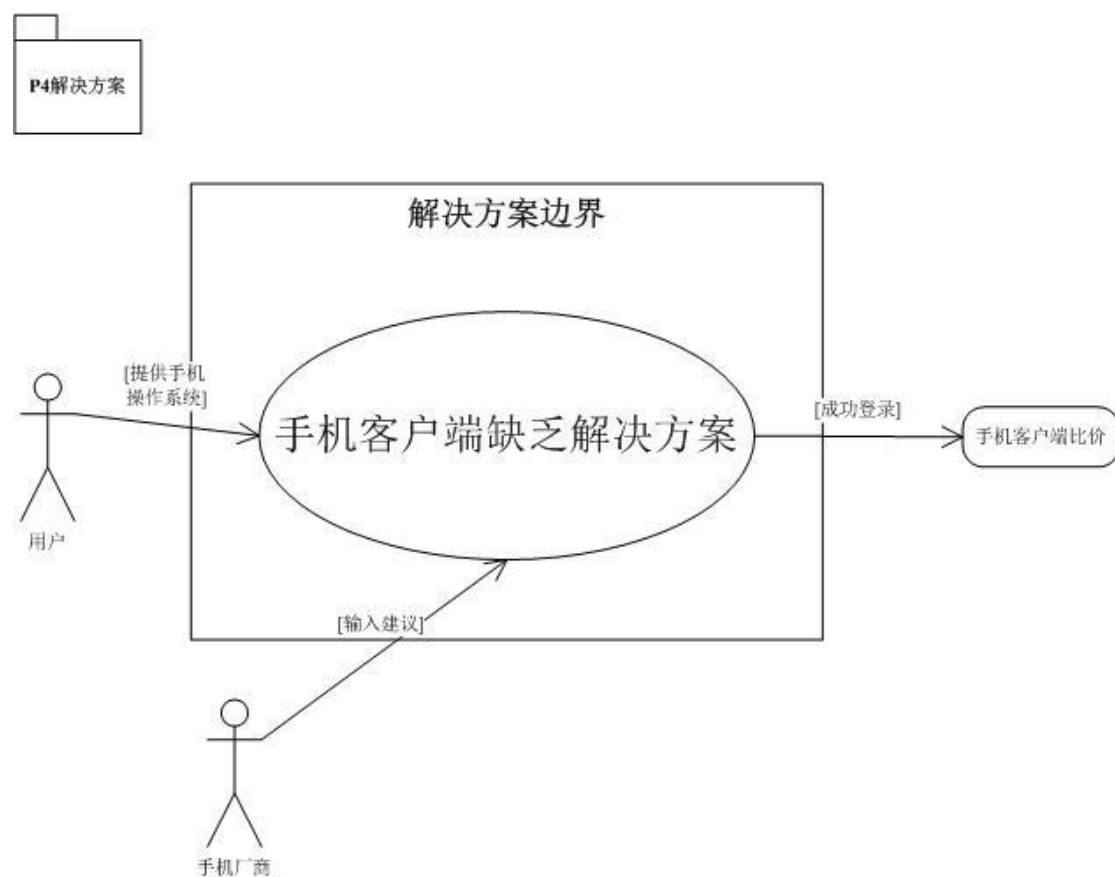 P4解决方案
解决方案边界
[提供手机
操作系统]
手机客户端缺乏解决方案
[成功登录]
手机客户端比价
用户
[输入建议]
手机厂商